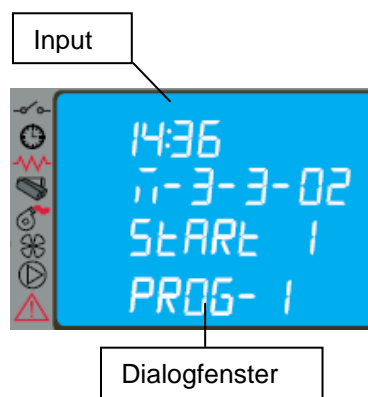 Input
14:36
n-3-3-02
StARt 1
PROG- 1
Dialogfenster